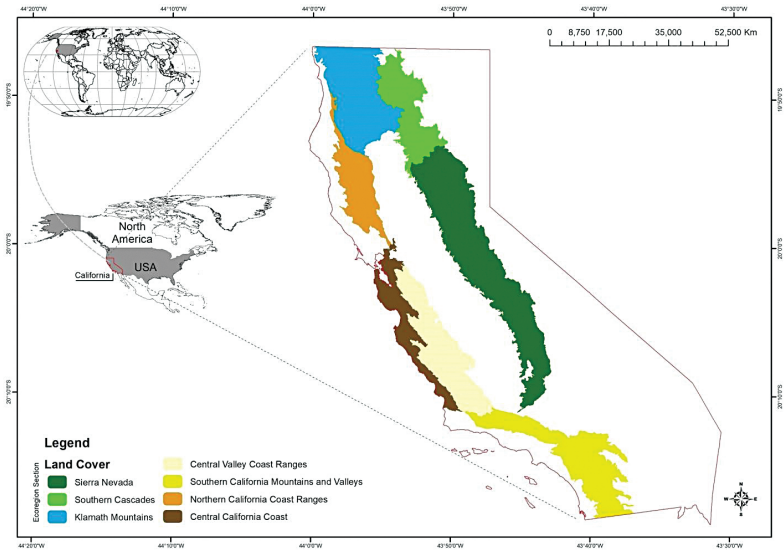 44°20'0"W 44°10'0"W 44°0'0"W 43°50'0"W 43°40'0"W 43°30'0"W
0 8,750 17,500 35,000 52,500 Km
19°50'0"S 19°50'0"S
North
America
USA
California
20°0'0"S 20°0'0"S
20°10'0"S 20°10'0"S
Legend
Land Cover
Ecoregion Section
Sierra Nevada
Southern Cascades
Klamath Mountains
Central Valley Coast Ranges
Southern California Mountains and Valleys
Northern California Coast Ranges
Central California Coast
N
W E
S
44°20'0"W 44°10'0"W 44°0'0"W 43°50'0"W 43°40'0"W 43°30'0"W